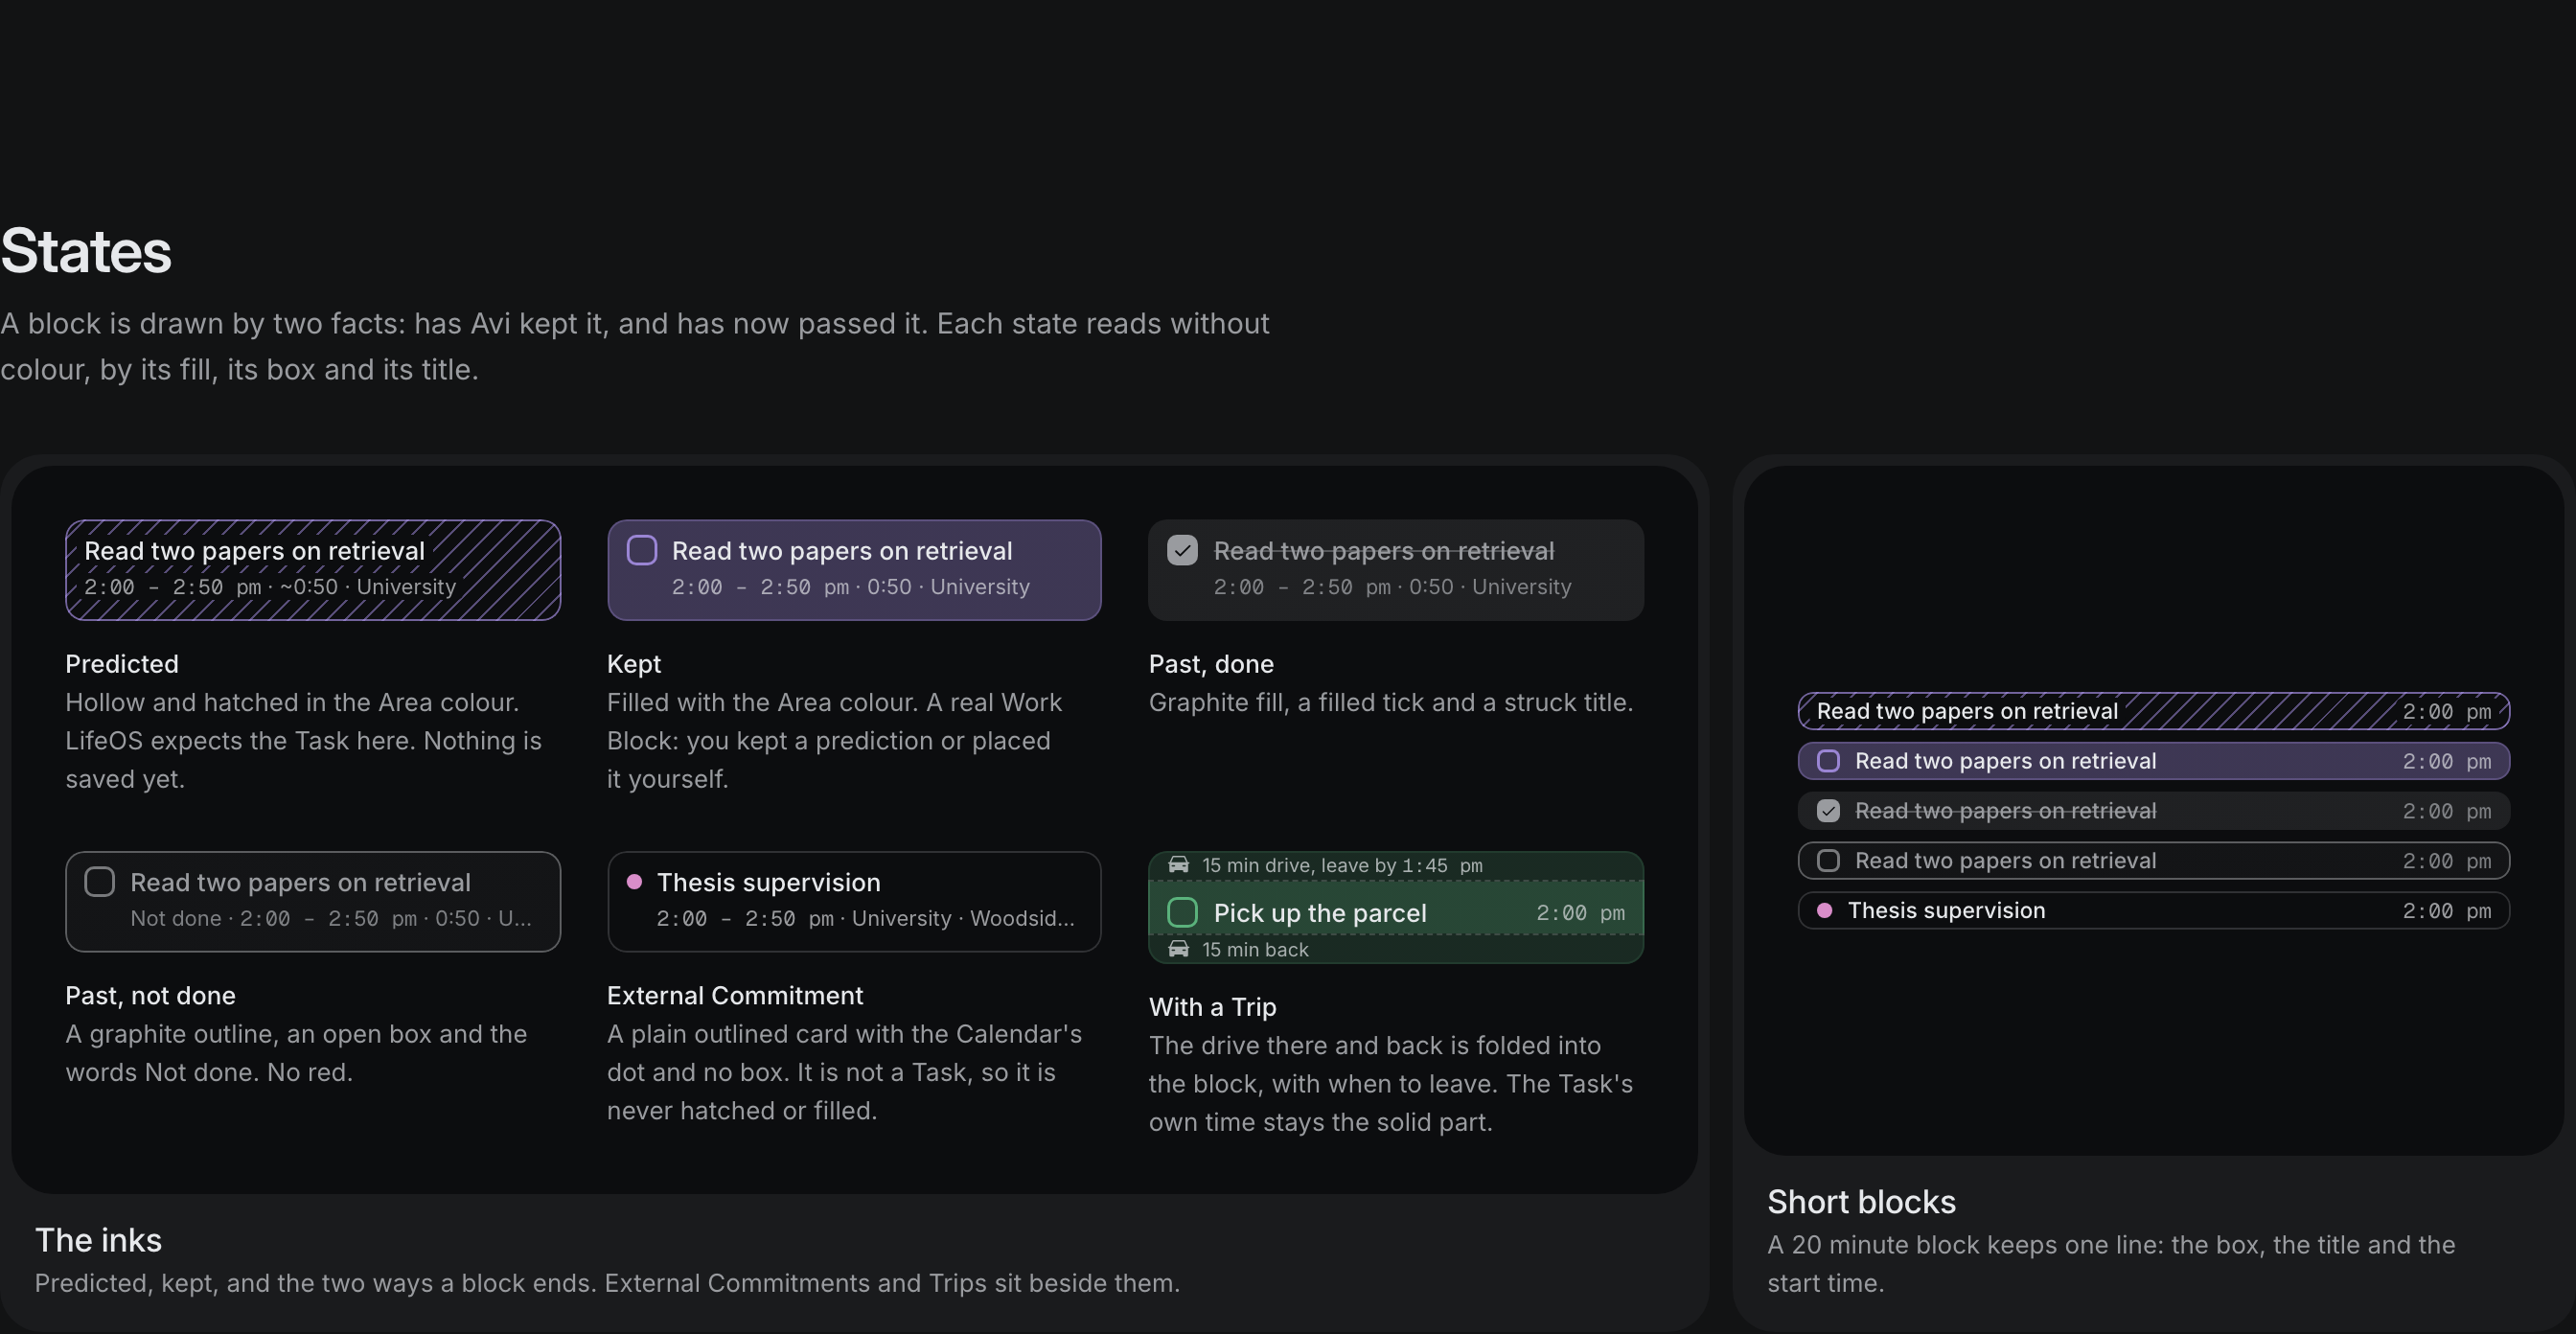 States
A block is drawn by two facts: has Avi kept it, and has now passed it. Each state reads without
colour, by its fill, its box and its title.
Read two papers on retrieval
2:00 – 2:50 pm · ~0:50 · University
Predicted
Hollow and hatched in the Area colour.
LifeOS expects the Task here. Nothing is
saved yet.
Read two papers on retrieval
2:00 – 2:50 pm · 0:50 · University
Kept
Filled with the Area colour. A real Work
Block: you kept a prediction or placed
it yourself.
Read two papers on retrieval
2:00 – 2:50 pm · 0:50 · University
Past, done
Graphite fill, a filled tick and a struck title.
Read two papers on retrieval
Not done · 2:00 – 2:50 pm · 0:50 · U...
Past, not done
A graphite outline, an open box and the
words Not done. No red.
Thesis supervision
2:00 – 2:50 pm · University · Woodsid...
External Commitment
A plain outlined card with the Calendar's
dot and no box. It is not a Task, so it is
never hatched or filled.
15 min drive, leave by 1:45 pm
Pick up the parcel 2:00 pm
15 min back
With a Trip
The drive there and back is folded into
the block, with when to leave. The Task's
own time stays the solid part.
The inks
Predicted, kept, and the two ways a block ends. External Commitments and Trips sit beside them.
Read two papers on retrieval 2:00 pm
Read two papers on retrieval 2:00 pm
Read two papers on retrieval 2:00 pm
Read two papers on retrieval 2:00 pm
Thesis supervision 2:00 pm
Short blocks
A 20 minute block keeps one line: the box, the title and the
start time.